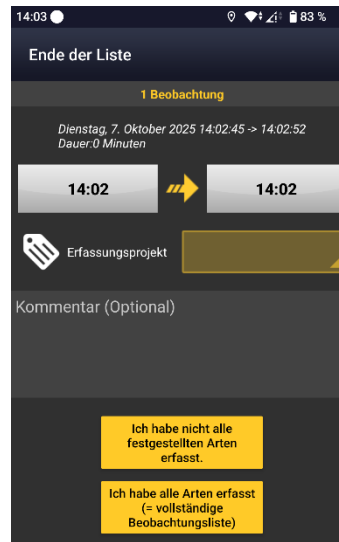 14:03 83 %
Ende der Liste
1 Beobachtung
Dienstag, 7. Oktober 2025 14:02:45 -> 14:02:52
Dauer:0 Minuten
14:02 14:02
Erfassungsprojekt
Kommentar (Optional)
Ich habe nicht alle
festgestellten Arten
erfasst.
Ich habe alle Arten erfasst
(= vollständige
Beobachtungsliste)